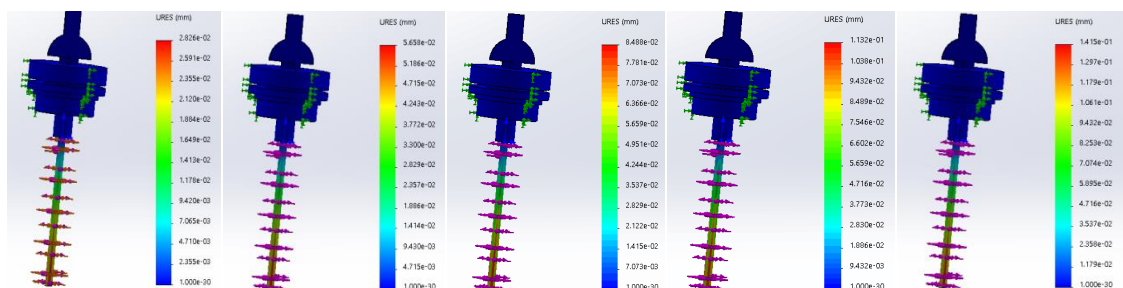 URES (mm)
2.826e-02
2.591e-02
2.355e-02
2.120e-02
1.884e-02
1.649e-02
1.413e-02
1.178e-02
9.420e-03
7.065e-03
4.710e-03
2.355e-03
1.000e-30
URES (mm)
5.658e-02
5.186e-02
4.715e-02
4.243e-02
3.772e-02
3.300e-02
2.829e-02
2.357e-02
1.886e-02
1.414e-02
9.430e-03
4.715e-03
1.000e-30
URES (mm)
8.488e-02
7.781e-02
7.073e-02
6.366e-02
5.659e-02
4.951e-02
4.244e-02
3.537e-02
2.829e-02
2.122e-02
1.415e-02
7.073e-03
1.000e-30
URES (mm)
1.132e-01
1.038e-01
9.432e-02
8.489e-02
7.546e-02
6.602e-02
5.659e-02
4.716e-02
3.773e-02
2.830e-02
1.886e-02
9.432e-03
1.000e-30
URES (mm)
1.415e-01
1.297e-01
1.179e-01
1.061e-01
9.432e-02
8.253e-02
7.074e-02
5.895e-02
4.716e-02
3.537e-02
2.358e-02
1.179e-02
1.000e-30